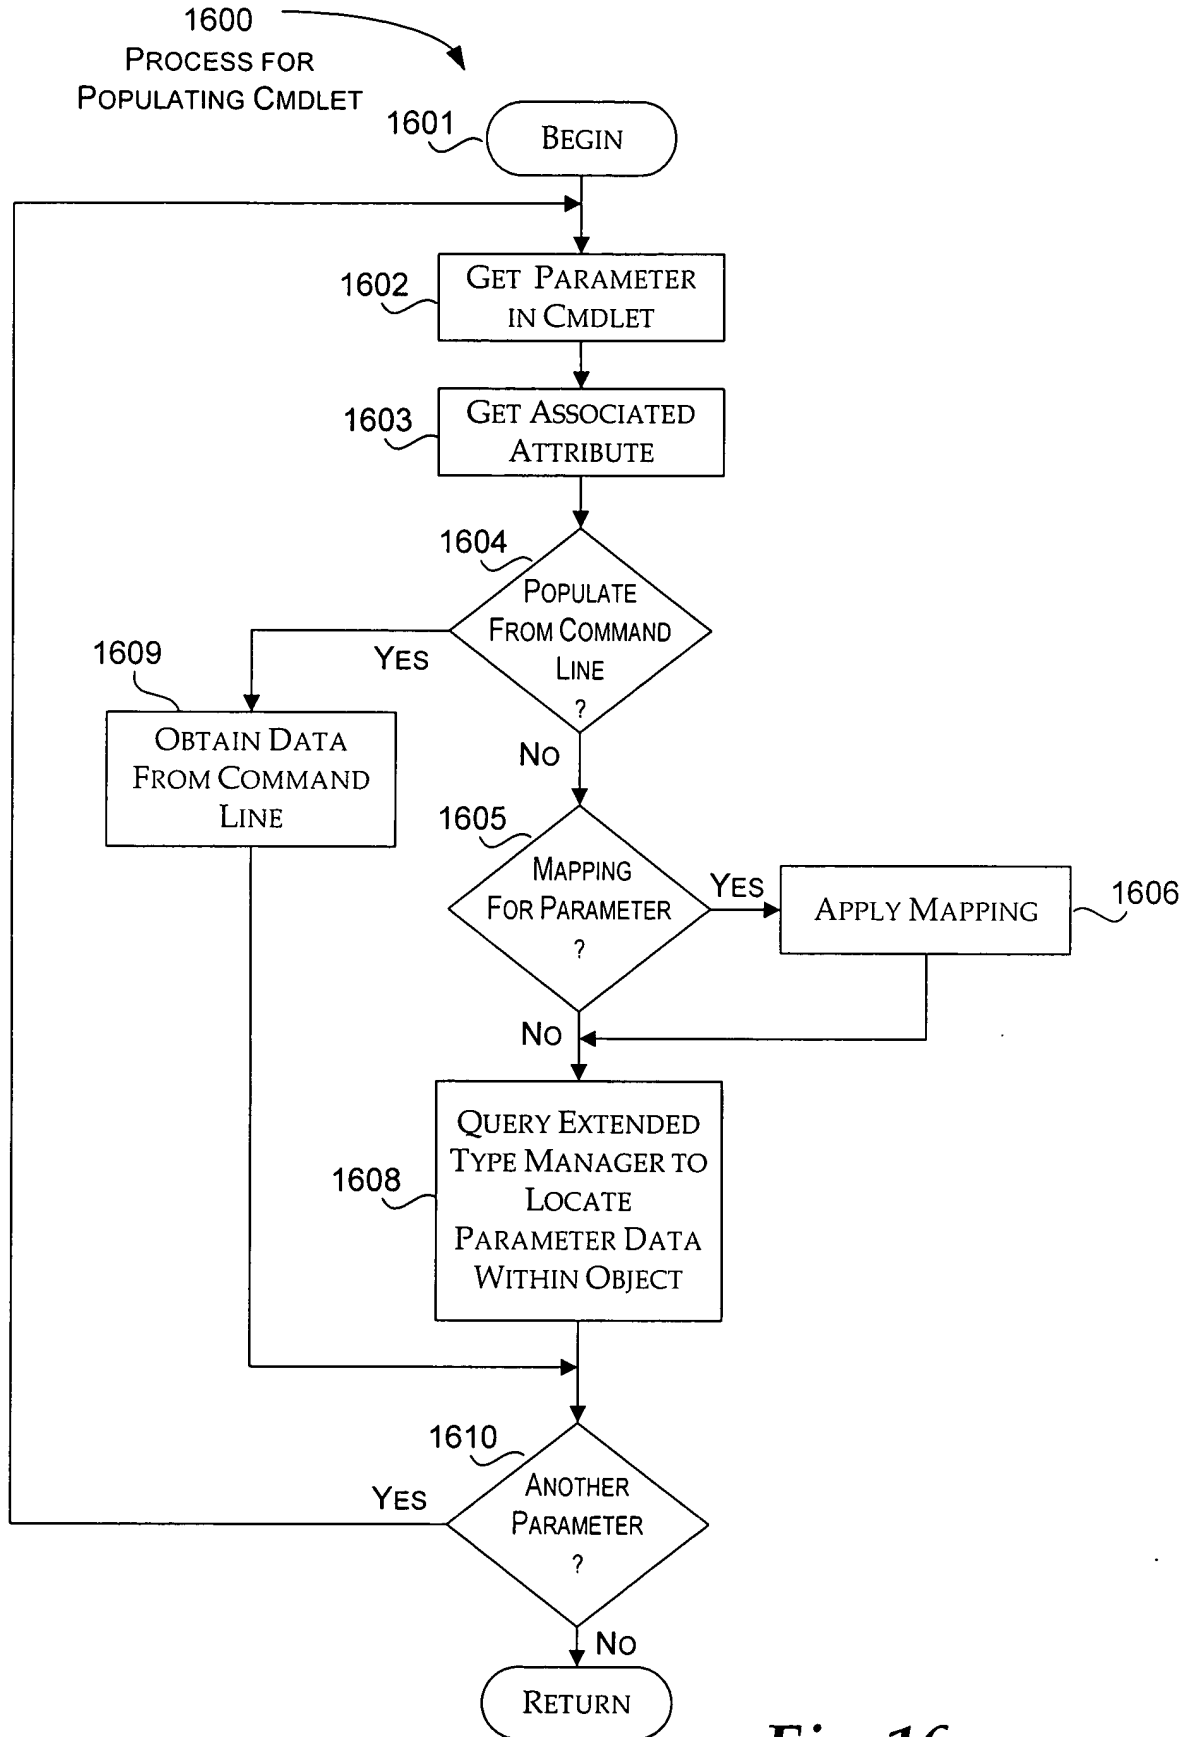 1600
PROCESS FOR
POPULATING CMDLET
1601
BEGIN
1602
GET PARAMETER
IN CMDLET
1603
GET ASSOCIATED
ATTRIBUTE
1604
POPULATE
FROM COMMAND
LINE
?
YES
1609
OBTAIN DATA
FROM COMMAND
LINE
NO
1605
MAPPING
FOR PARAMETER
?
YES
APPLY MAPPING
1606
NO
1608
QUERY EXTENDED
TYPE MANAGER TO
LOCATE
PARAMETER DATA
WITHIN OBJECT
1610
ANOTHER
PARAMETER
?
YES
NO
RETURN
Fig. 16